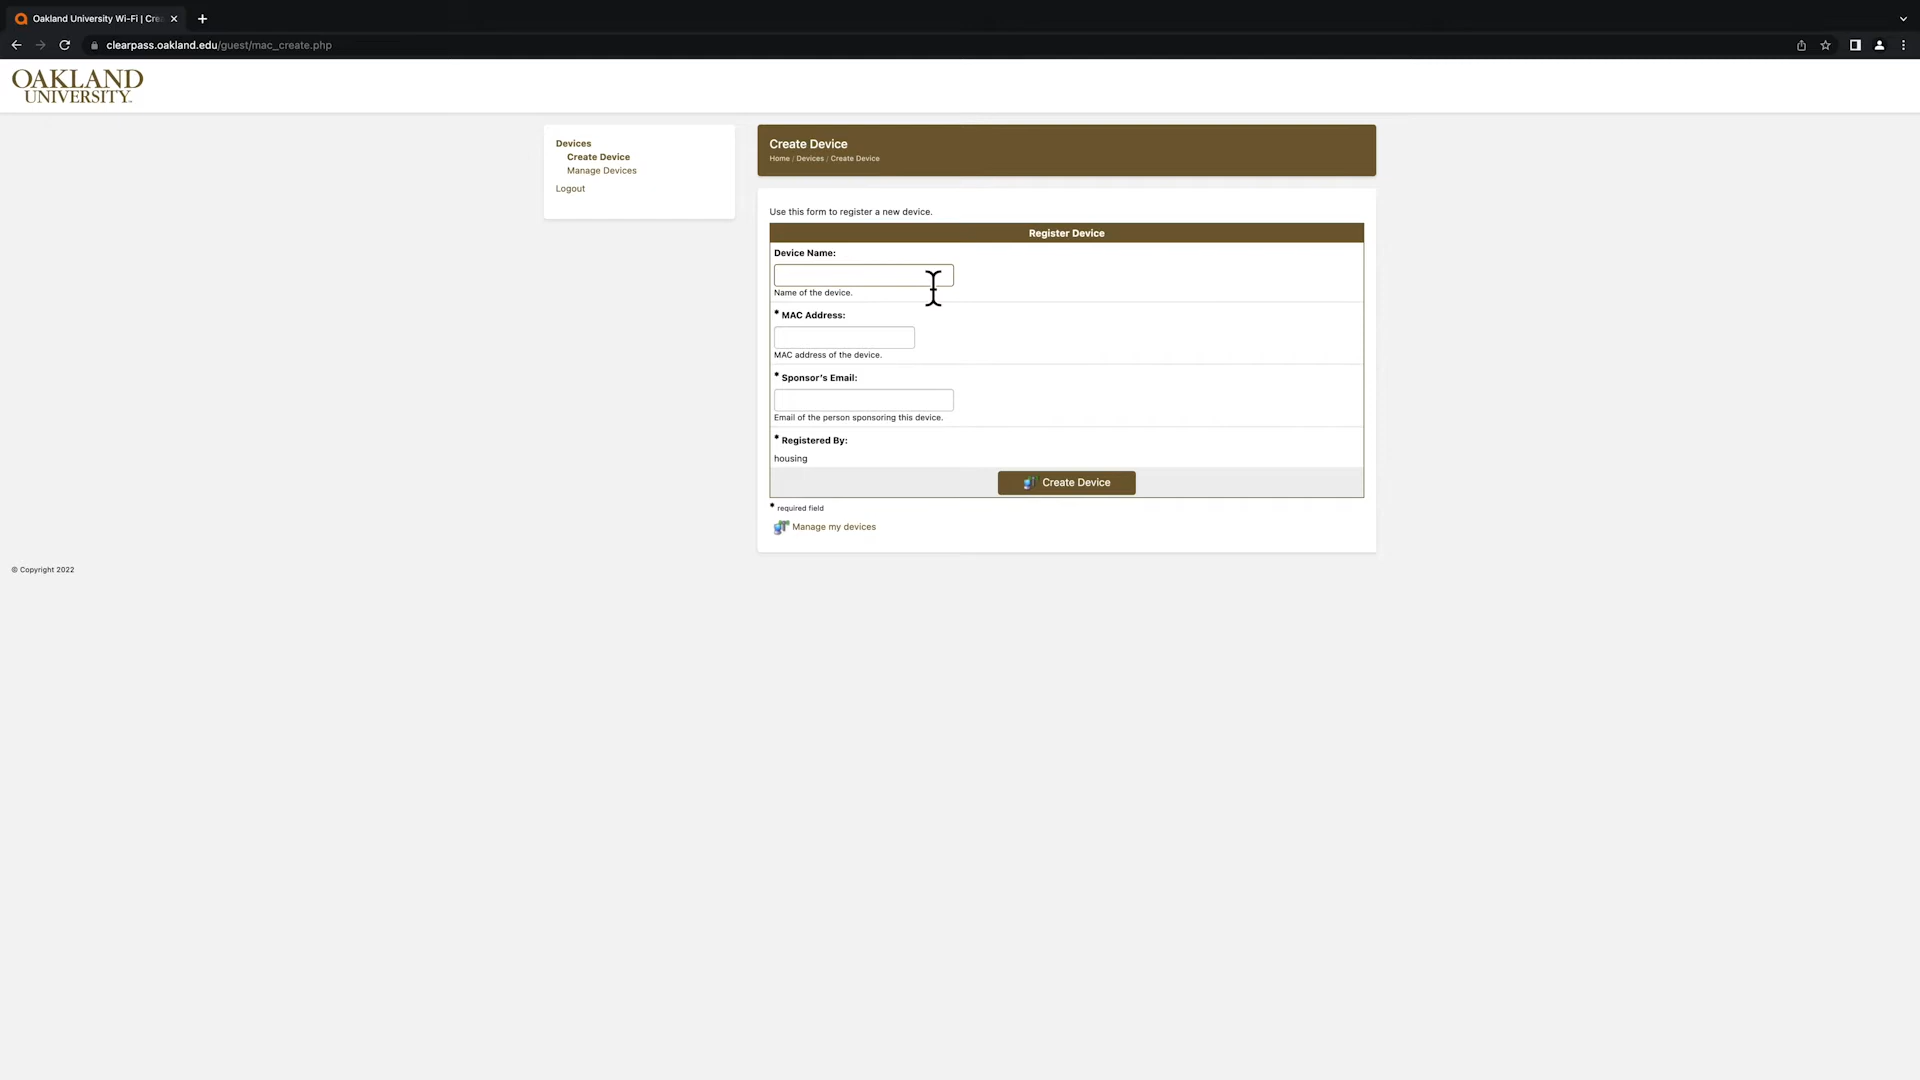 Oakland University Wi-Fi | Cre
clearpass.oakland.edu/guest/mac_create.php
OAKLAND
UNIVERSITY™
Devices
Create Device
Manage Devices
Logout
Create Device
Home / Devices / Create Device
Use this form to register a new device.
Register Device
Device Name:
Name of the device.
* MAC Address:
MAC address of the device.
* Sponsor's Email:
Email of the person sponsoring this device.
* Registered By:
housing
Create Device
* required field
Manage my devices
© Copyright 2022